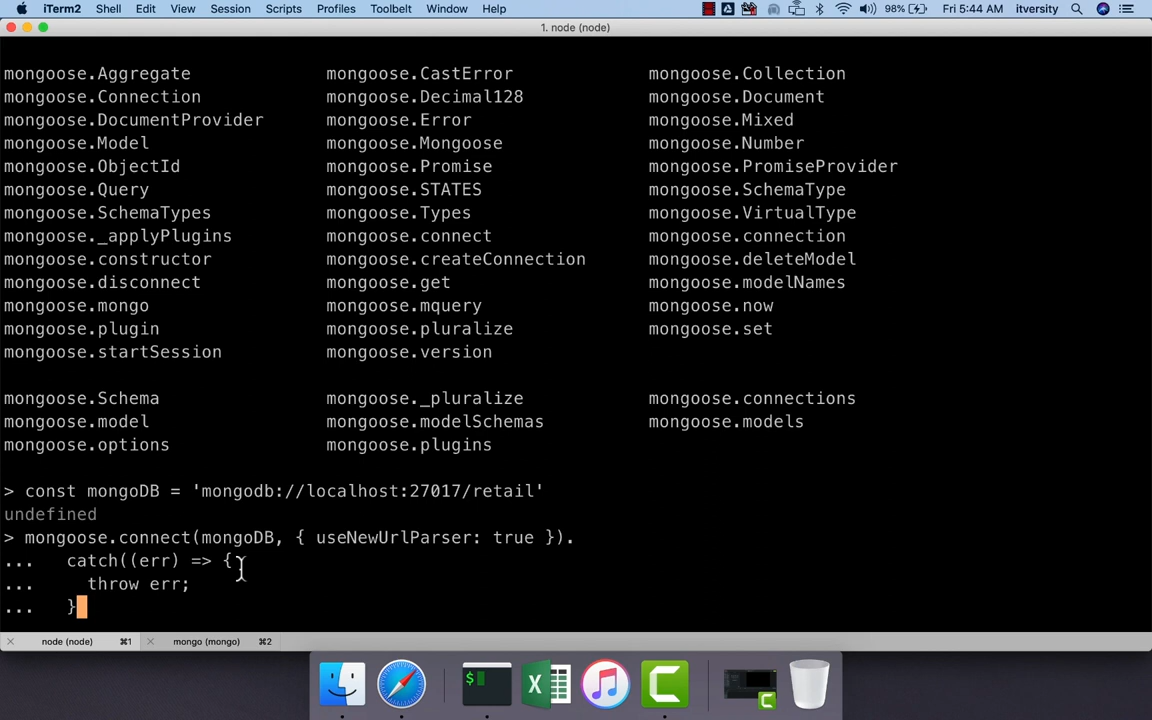 iTerm2 Shell Edit View Session Scripts Profiles Toolbelt Window Help 98% Fri 5:44 AM itversity
1. node (node)
mongoose.Aggregate mongoose.CastError mongoose.Collection
mongoose.Connection mongoose.Decimal128 mongoose.Document
mongoose.DocumentProvider mongoose.Error mongoose.Mixed
mongoose.Model mongoose.Mongoose mongoose.Number
mongoose.ObjectId mongoose.Promise mongoose.PromiseProvider
mongoose.Query mongoose.STATES mongoose.SchemaType
mongoose.SchemaTypes mongoose.Types mongoose.VirtualType
mongoose._applyPlugins mongoose.connect mongoose.connection
mongoose.constructor mongoose.createConnection mongoose.deleteModel
mongoose.disconnect mongoose.get mongoose.modelNames
mongoose.mongo mongoose.mquery mongoose.now
mongoose.plugin mongoose.pluralize mongoose.set
mongoose.startSession mongoose.version
mongoose.Schema mongoose._pluralize mongoose.connections
mongoose.model mongoose.modelSchemas mongoose.models
mongoose.options mongoose.plugins
> const mongoDB = 'mongodb://localhost:27017/retail'
undefined
> mongoose.connect(mongoDB, { useNewUrlParser: true }).
... catch((err) => {
... throw err;
... }
node (node) ⌘1 mongo (mongo) ⌘2
$